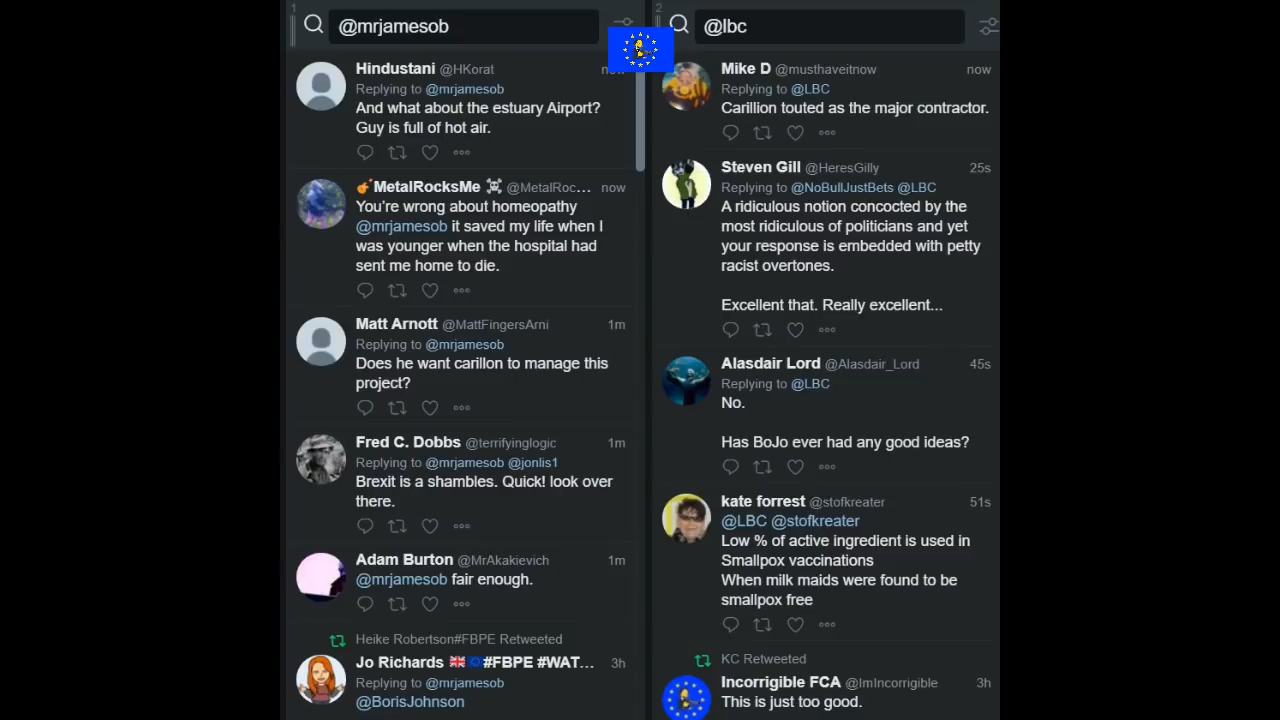 1
@mrjamesob
Hindustani @HKorat now
Replying to @mrjamesob
And what about the estuary Airport?
Guy is full of hot air.
MetalRocksMe @MetalRoc... now
You're wrong about homeopathy
@mrjamesob it saved my life when I
was younger when the hospital had
sent me home to die.
Matt Arnott @MattFingersArni 1m
Replying to @mrjamesob
Does he want carillon to manage this
project?
Fred C. Dobbs @terrifyinglogic 1m
Replying to @mrjamesob @jonlis1
Brexit is a shambles. Quick! look over
there.
Adam Burton @MrAkakievich 1m
@mrjamesob fair enough.
Heike Robertson#FBPE Retweeted
Jo Richards 🇬🇧🇪🇺#FBPE #WAT... 3h
Replying to @mrjamesob
@BorisJohnson
2
@lbc
Mike D @musthaveitnow now
Replying to @LBC
Carillion touted as the major contractor.
Steven Gill @HeresGilly 25s
Replying to @NoBullJustBets @LBC
A ridiculous notion concocted by the
most ridiculous of politicians and yet
your response is embedded with petty
racist overtones.
Excellent that. Really excellent...
Alasdair Lord @Alasdair_Lord 45s
Replying to @LBC
No.
Has BoJo ever had any good ideas?
kate forrest @stofkreater 51s
@LBC @stofkreater
Low % of active ingredient is used in
Smallpox vaccinations
When milk maids were found to be
smallpox free
KC Retweeted
Incorrigible FCA @ImIncorrigible 3h
This is just too good.